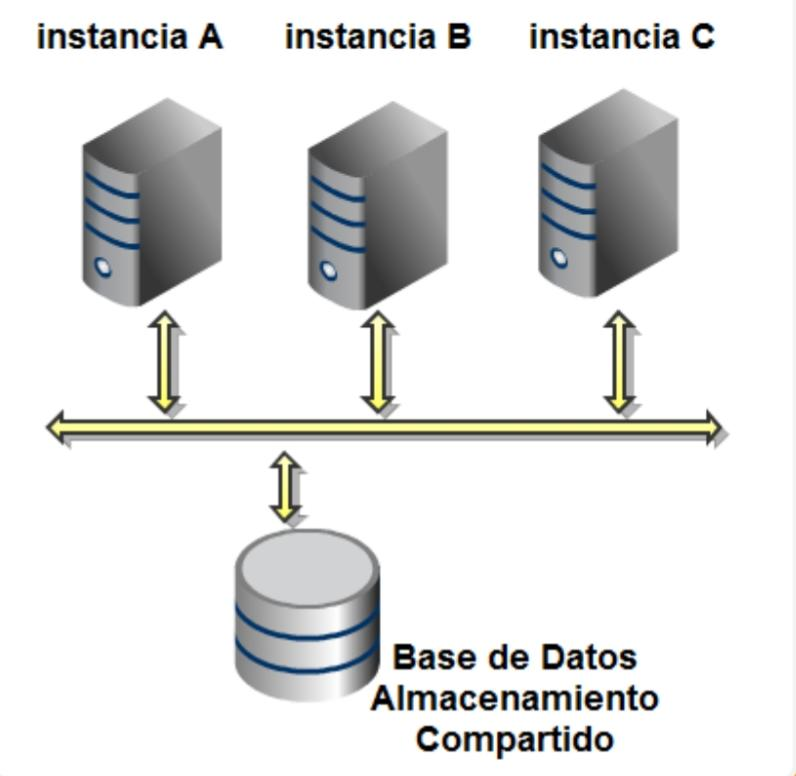 instancia A
instancia B
instancia C
Base de Datos
Almacenamiento
Compartido